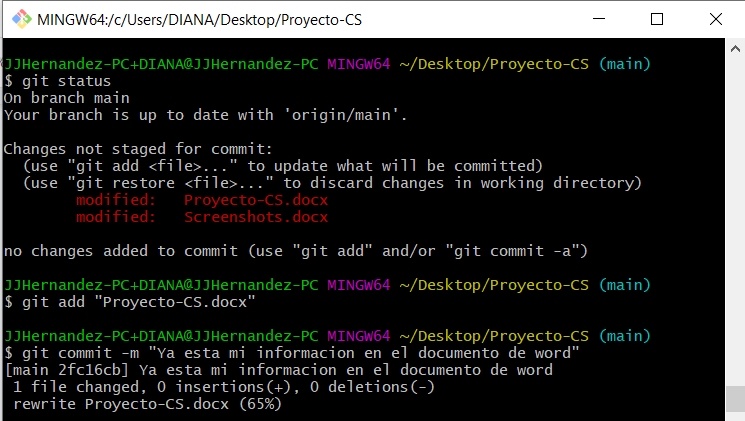 MINGW64:/c/Users/DIANA/Desktop/Proyecto-CS
JJHernandez-PC+DIANA@JJHernandez-PC MINGW64 ~/Desktop/Proyecto-CS (main)
$ git status
On branch main
Your branch is up to date with 'origin/main'.
Changes not staged for commit:
  (use "git add <file>..." to update what will be committed)
  (use "git restore <file>..." to discard changes in working directory)
        modified:   Proyecto-CS.docx
        modified:   Screenshots.docx
no changes added to commit (use "git add" and/or "git commit -a")
JJHernandez-PC+DIANA@JJHernandez-PC MINGW64 ~/Desktop/Proyecto-CS (main)
$ git add "Proyecto-CS.docx"
JJHernandez-PC+DIANA@JJHernandez-PC MINGW64 ~/Desktop/Proyecto-CS (main)
$ git commit -m "Ya esta mi informacion en el documento de word"
[main 2fc16cb] Ya esta mi informacion en el documento de word
 1 file changed, 0 insertions(+), 0 deletions(-)
 rewrite Proyecto-CS.docx (65%)